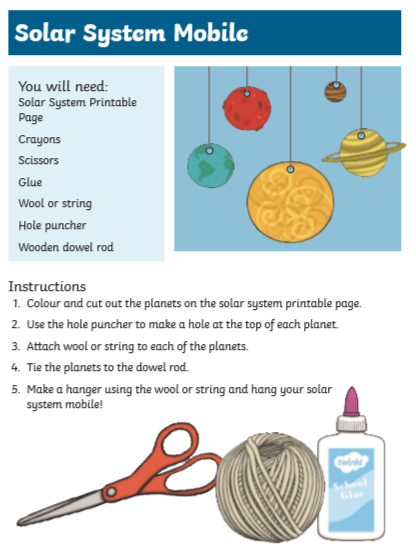 Solar System Mobile
You will need:
Solar System Printable
Page
Crayons
Scissors
Glue
Wool or string
Hole puncher
Wooden dowel rod
Instructions
1. Colour and cut out the planets on the solar system printable page.
2. Use the hole puncher to make a hole at the top of each planet.
3. Attach wool or string to each of the planets.
4. Tie the planets to the dowel rod.
5. Make a hanger using the wool or string and hang your solar
system mobile!
twinkl
School
Glue